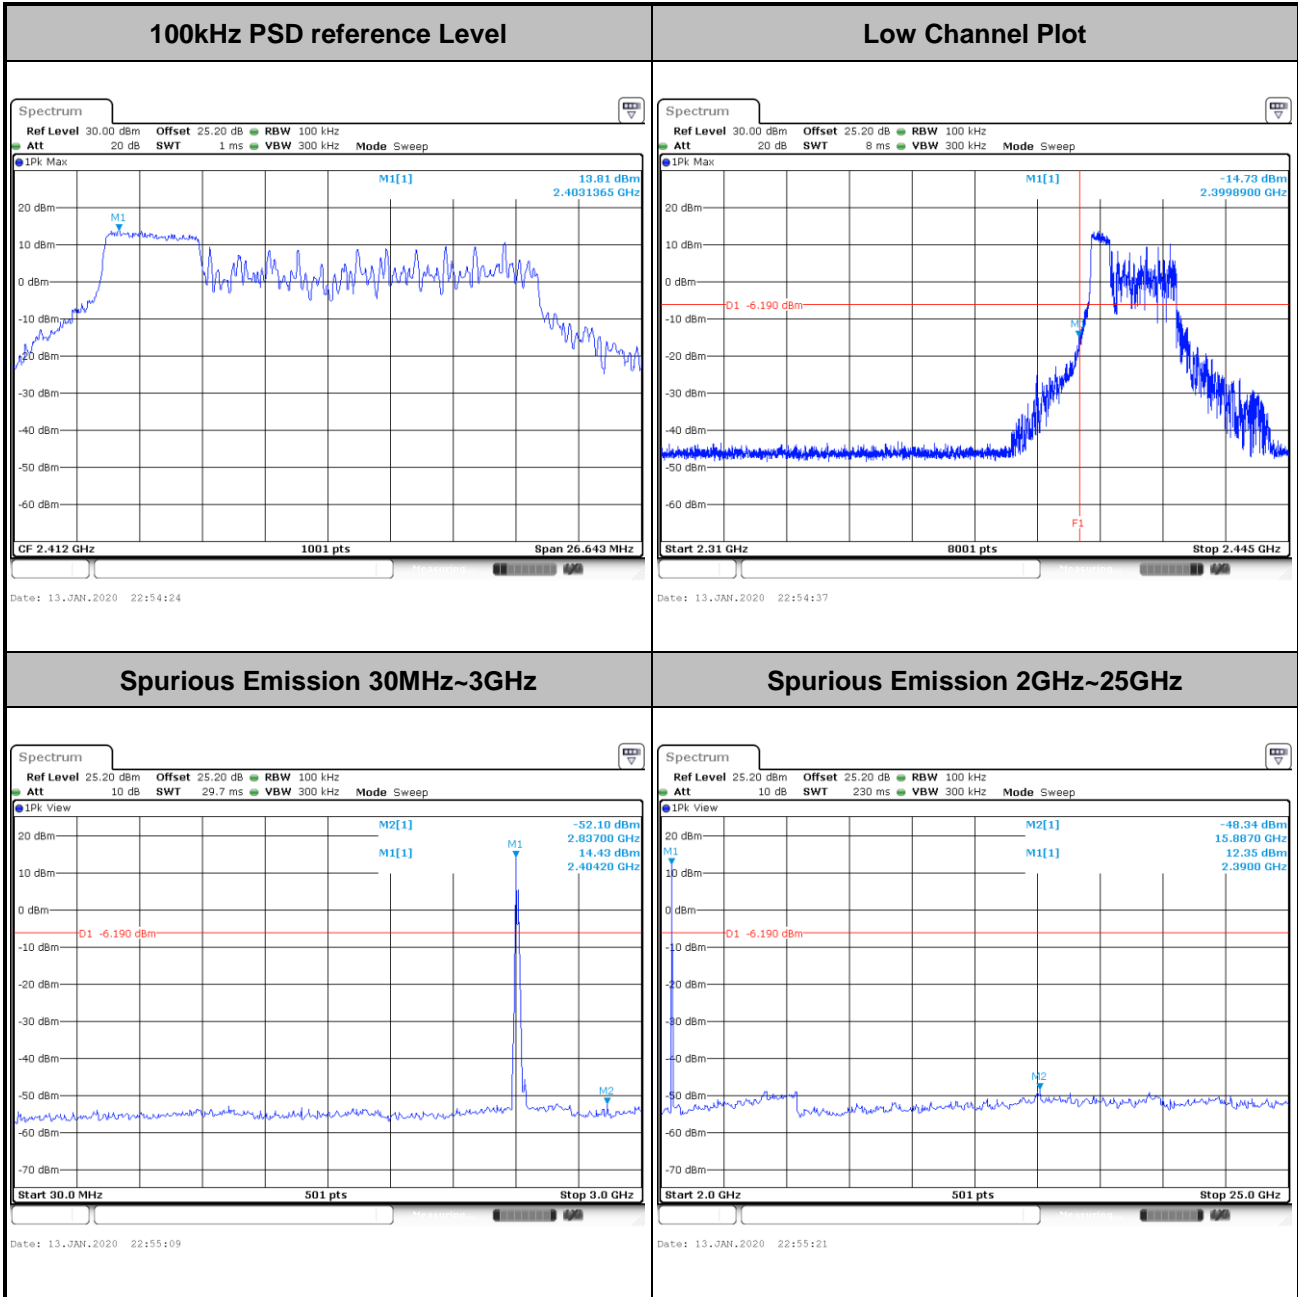 100kHz PSD reference Level
Spectrum
Ref Level 30.00 dBm Offset 25.20 dB RBW 100 kHz
Att 20 dB SWT 1 ms VBW 300 kHz Mode Sweep
1Pk Max
M1[1] 13.81 dBm
2.4031365 GHz
M1
20 dBm
10 dBm
0 dBm
-10 dBm
-20 dBm
-30 dBm
-40 dBm
-50 dBm
-60 dBm
CF 2.412 GHz 1001 pts Span 26.643 MHz
Measuring...
Date: 13.JAN.2020 22:54:24
Low Channel Plot
Spectrum
Ref Level 30.00 dBm Offset 25.20 dB RBW 100 kHz
Att 20 dB SWT 8 ms VBW 300 kHz Mode Sweep
1Pk Max
M1[1] -14.73 dBm
2.3998900 GHz
20 dBm
10 dBm
0 dBm
D1 -6.190 dBm
-10 dBm
-20 dBm
-30 dBm
-40 dBm
-50 dBm
-60 dBm
F1
Start 2.31 GHz 8001 pts Stop 2.445 GHz
Measuring...
Date: 13.JAN.2020 22:54:37
Spurious Emission 30MHz~3GHz
Spectrum
Ref Level 25.20 dBm Offset 25.20 dB RBW 100 kHz
Att 10 dB SWT 29.7 ms VBW 300 kHz Mode Sweep
1Pk View
M2[1] -52.10 dBm
2.83700 GHz
M1[1] 14.43 dBm
2.40420 GHz
M1
20 dBm
10 dBm
0 dBm
D1 -6.190 dBm
-10 dBm
-20 dBm
-30 dBm
-40 dBm
-50 dBm
M2
-60 dBm
-70 dBm
Start 30.0 MHz 501 pts Stop 3.0 GHz
Date: 13.JAN.2020 22:55:09
Spurious Emission 2GHz~25GHz
Spectrum
Ref Level 25.20 dBm Offset 25.20 dB RBW 100 kHz
Att 10 dB SWT 230 ms VBW 300 kHz Mode Sweep
1Pk View
M2[1] -48.34 dBm
15.8870 GHz
M1[1] 12.35 dBm
2.3900 GHz
M1
20 dBm
10 dBm
0 dBm
D1 -6.190 dBm
-10 dBm
-20 dBm
-30 dBm
-40 dBm
M2
-50 dBm
-60 dBm
-70 dBm
Start 2.0 GHz 501 pts Stop 25.0 GHz
Date: 13.JAN.2020 22:55:21